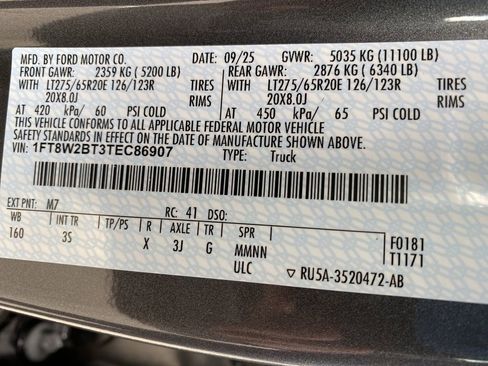 MFD. BY FORD MOTOR CO. DATE: 09/25 GVWR: 5035 KG (11100 LB)
FRONT GAWR: 2359 KG ( 5200 LB) REAR GAWR: 2876 KG ( 6340 LB)
WITH LT275/65R20E 126/123R TIRES WITH LT275/65R20E 126/123R TIRES
20X8.0J 20X8.0J
AT 420 kPa/ 60 PSI COLD AT 450 kPa/ 65 PSI COLD
THIS VEHICLE CONFORMS TO ALL APPLICABLE FEDERAL MOTOR VEHICLE
SAFETY STANDARDS IN EFFECT ON THE DATE OF MANUFACTURE SHOWN ABOVE.
VIN: 1FT8W2BT3TEC86907 TYPE: Truck
EXT PNT: M7 RC: 41 DSO:
WB INT TR TP/PS R AXLE TR SPR
160 3S X 3J G MMNN F0181
ULC T1171
RU5A-3520472-AB